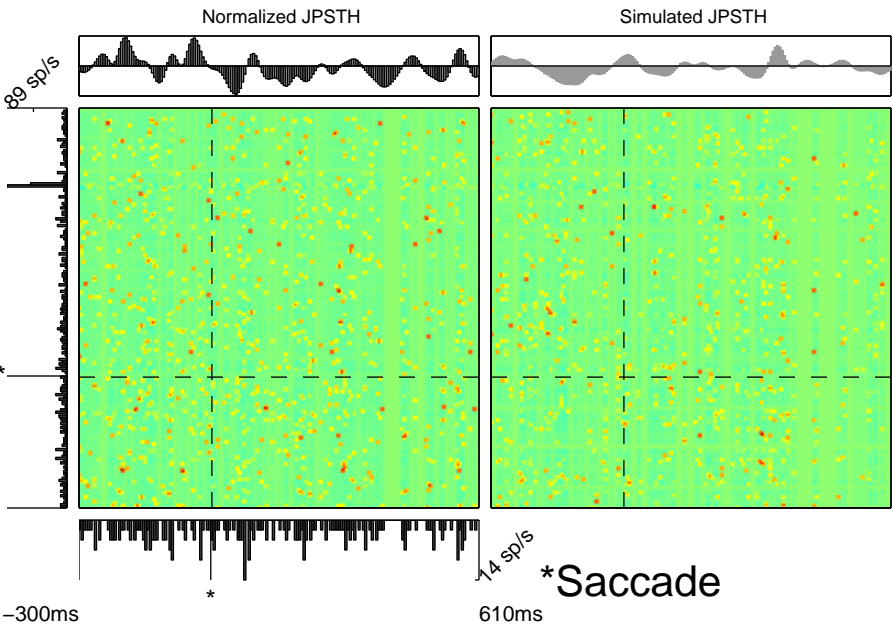 Normalized JPSTH
Simulated JPSTH
89 sp/s
*
14 sp/s
*
*Saccade
−300ms
610ms